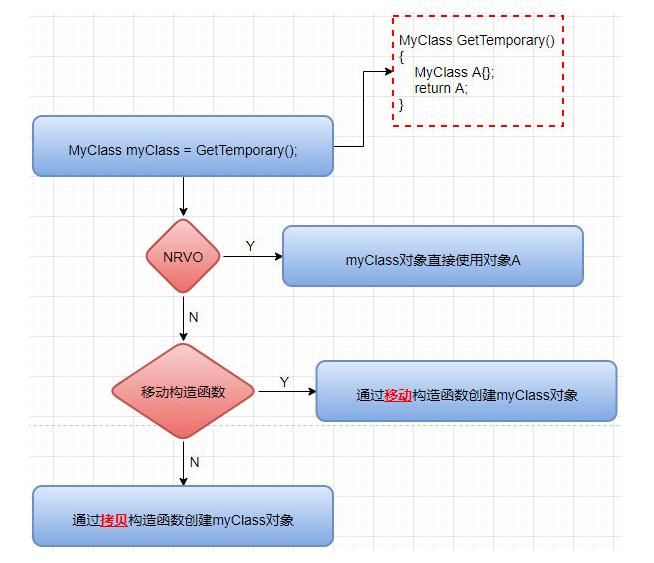 MyClass GetTemporary()
{
MyClass A{};
return A;
}
MyClass myClass = GetTemporary();
NRVO
Y
myClass对象直接使用对象A
N
移动构造函数
Y
通过移动构造函数创建myClass对象
N
通过拷贝构造函数创建myClass对象